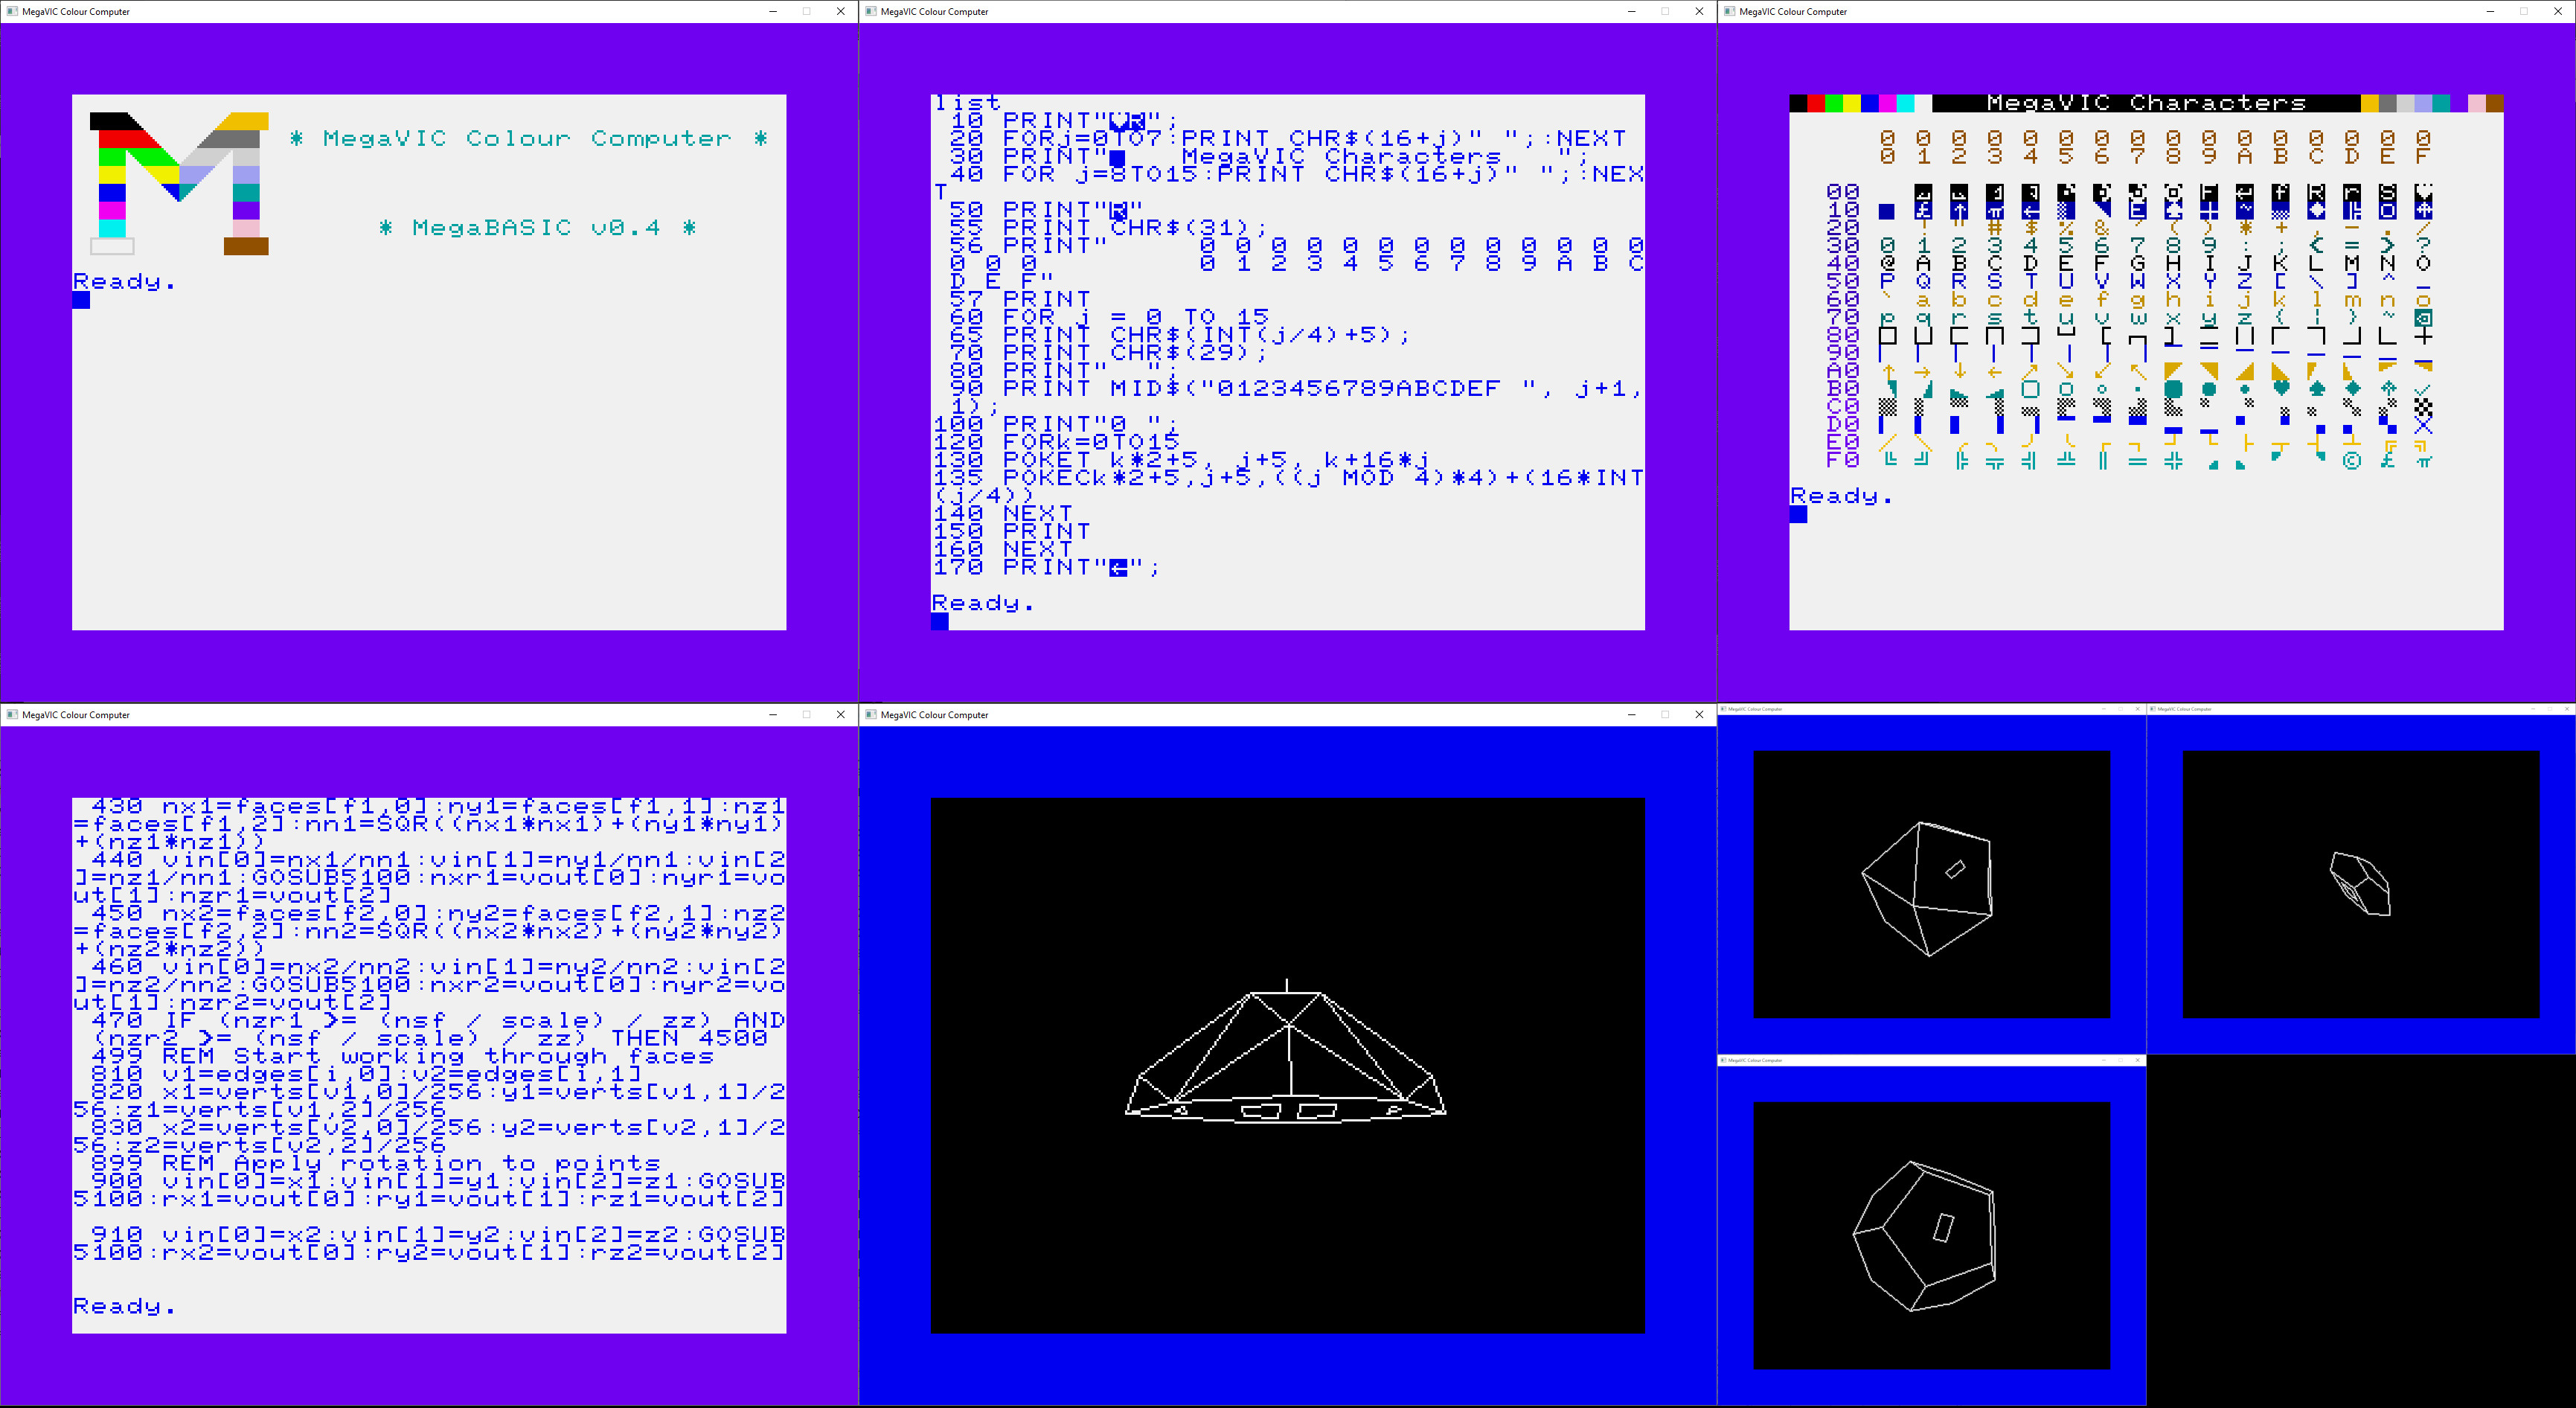 MegaVIC Colour Computer
* MegaVIC Colour Computer *
* MegaBASIC v0.4 *
Ready.
MegaVIC Colour Computer
list
10 PRINT"";
20 FORj=0TO7:PRINT CHR$(16+j)" ";:NEXT
30 PRINT"    MegaVIC Characters    ";
40 FOR j=8TO15:PRINT CHR$(16+j)" ";:NEX
T
50 PRINT"R"
55 PRINT CHR$(31);
56 PRINT"     0 0 0 0 0 0 0 0 0 0 0 0 0
0 0 0      0 1 2 3 4 5 6 7 8 9 A B C
D E F"
57 PRINT
60 FOR j = 0 TO 15
65 PRINT CHR$(INT(j/4)+5);
70 PRINT CHR$(29);
80 PRINT"  ";
90 PRINT MID$("0123456789ABCDEF ", j+1,
1);
100 PRINT"0 ";
120 FORk=0TO15
130 POKET k*2+5, j+5, k+16*j
135 POKECk*2+5,j+5,((j MOD 4)*4)+(16*INT
(j/4))
140 NEXT
150 PRINT
160 NEXT
170 PRINT"←";
Ready.
MegaVIC Colour Computer
MegaVIC Characters
0 0 0 0 0 0 0 0 0 0 0 0 0 0 0 0
0 1 2 3 4 5 6 7 8 9 A B C D E F
00
10
20 ! " # $ % & ' ( ) * + , - . /
30 0 1 2 3 4 5 6 7 8 9 : ; < = > ?
40 @ A B C D E F G H I J K L M N O
50 P Q R S T U V W X Y Z [ \ ] ^ _
60 ` a b c d e f g h i j k l m n o
70 p q r s t u v w x y z { ¦ } ~
80
90
A0 ↑ → ↓ ← ↗ ↘ ↙ ↖
B0
C0
D0
E0
F0 © £ π
Ready.
MegaVIC Colour Computer
430 nx1=faces[f1,0]:ny1=faces[f1,1]:nz1
=faces[f1,2]:nn1=SQR((nx1*nx1)+(ny1*ny1)
+(nz1*nz1))
440 vin[0]=nx1/nn1:vin[1]=ny1/nn1:vin[2
]=nz1/nn1:GOSUB5100:nxr1=vout[0]:nyr1=vo
ut[1]:nzr1=vout[2]
450 nx2=faces[f2,0]:ny2=faces[f2,1]:nz2
=faces[f2,2]:nn2=SQR((nx2*nx2)+(ny2*ny2)
+(nz2*nz2))
460 vin[0]=nx2/nn2:vin[1]=ny2/nn2:vin[2
]=nz2/nn2:GOSUB5100:nxr2=vout[0]:nyr2=vo
ut[1]:nzr2=vout[2]
470 IF (nzr1 >= (nsf / scale) / zz) AND
(nzr2 >= (nsf / scale) / zz) THEN 4500
499 REM Start working through faces
810 v1=edges[i,0]:v2=edges[i,1]
820 x1=verts[v1,0]/256:y1=verts[v1,1]/2
56:z1=verts[v1,2]/256
830 x2=verts[v2,0]/256:y2=verts[v2,1]/2
56:z2=verts[v2,2]/256
899 REM Apply rotation to points
900 vin[0]=x1:vin[1]=y1:vin[2]=z1:GOSUB
5100:rx1=vout[0]:ry1=vout[1]:rz1=vout[2]
910 vin[0]=x2:vin[1]=y2:vin[2]=z2:GOSUB
5100:rx2=vout[0]:ry2=vout[1]:rz2=vout[2]
Ready.
MegaVIC Colour Computer
MegaVIC Colour Computer
MegaVIC Colour Computer
MegaVIC Colour Computer